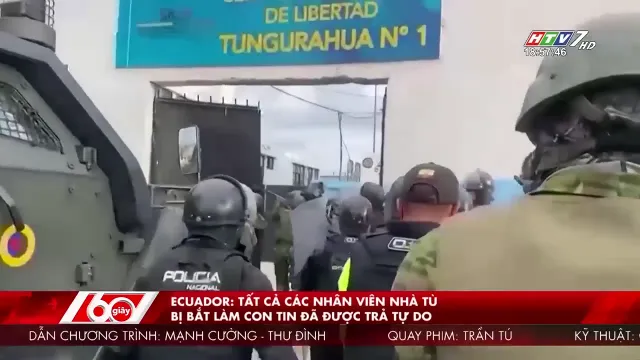 DE LIBERTAD
TUNGURAHUA N° 1
HTV7 HD
18:57:46
POLICIA
NACIONAL
60 giây
ECUADOR: TẤT CẢ CÁC NHÂN VIÊN NHÀ TÙ
BỊ BẮT LÀM CON TIN ĐÃ ĐƯỢC TRẢ TỰ DO
DẪN CHƯƠNG TRÌNH: MẠNH CƯỜNG - THƯ ĐÌNH QUAY PHIM: TRẦN TÚ KỸ THUẬT: